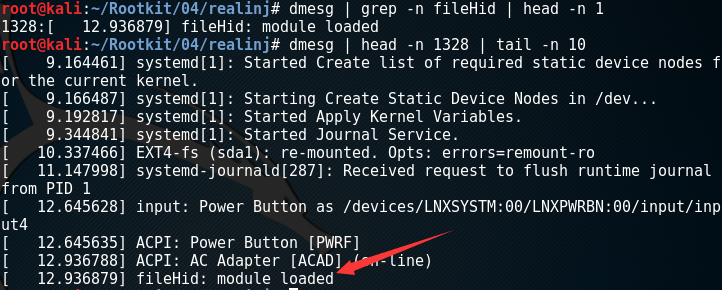 root@kali:~/Rootkit/04/realinj# dmesg | grep -n fileHid | head -n 1
1328:[   12.936879] fileHid: module loaded
root@kali:~/Rootkit/04/realinj# dmesg | head -n 1328 | tail -n 10
[    9.164461] systemd[1]: Started Create list of required static device nodes f
or the current kernel.
[    9.166487] systemd[1]: Starting Create Static Device Nodes in /dev...
[    9.192817] systemd[1]: Started Apply Kernel Variables.
[    9.344841] systemd[1]: Started Journal Service.
[   10.337466] EXT4-fs (sda1): re-mounted. Opts: errors=remount-ro
[   11.147998] systemd-journald[287]: Received request to flush runtime journal
from PID 1
[   12.645628] input: Power Button as /devices/LNXSYSTM:00/LNXPWRBN:00/input/inp
ut4
[   12.645635] ACPI: Power Button [PWRF]
[   12.936788] ACPI: AC Adapter [ACAD] (on-line)
[   12.936879] fileHid: module loaded